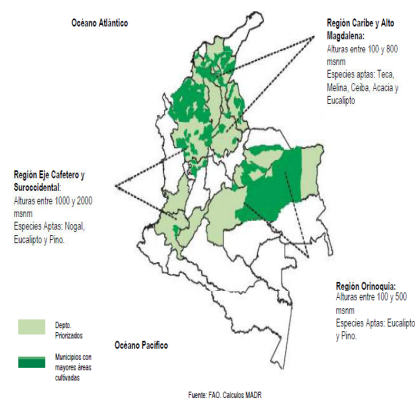 Océano Atlántico
Región Caribe y Alto
Magdalena:
Alturas entre 100 y 800
msnm
Especies aptas: Teca,
Melina, Ceiba, Acacia y
Eucalipto
Región Eje Cafetero y
Suroccidental:
Alturas entre 1000 y 2000
msnm
Especies Aptas: Nogal,
Eucalipto y Pino.
Región Orinoquia:
Alturas entre 100 y 500
msnm
Especies Aptas: Eucalipto
y Pino.
Depto.
Priorizados
Municipios con
mayores áreas
cultivadas
Océano Pacífico
Fuente: FAO. Calculos MADR